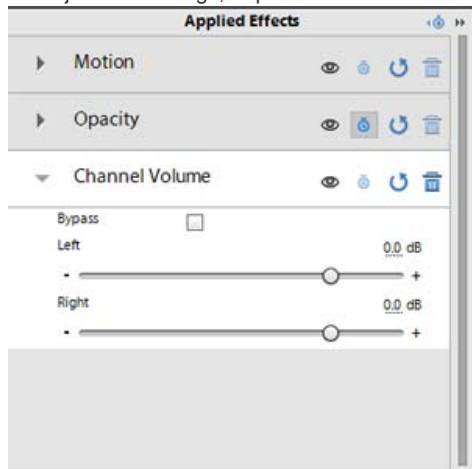 Applied Effects
Motion
Opacity
Channel Volume
Bypass
Left 0.0 dB
- +
Right 0.0 dB
- +